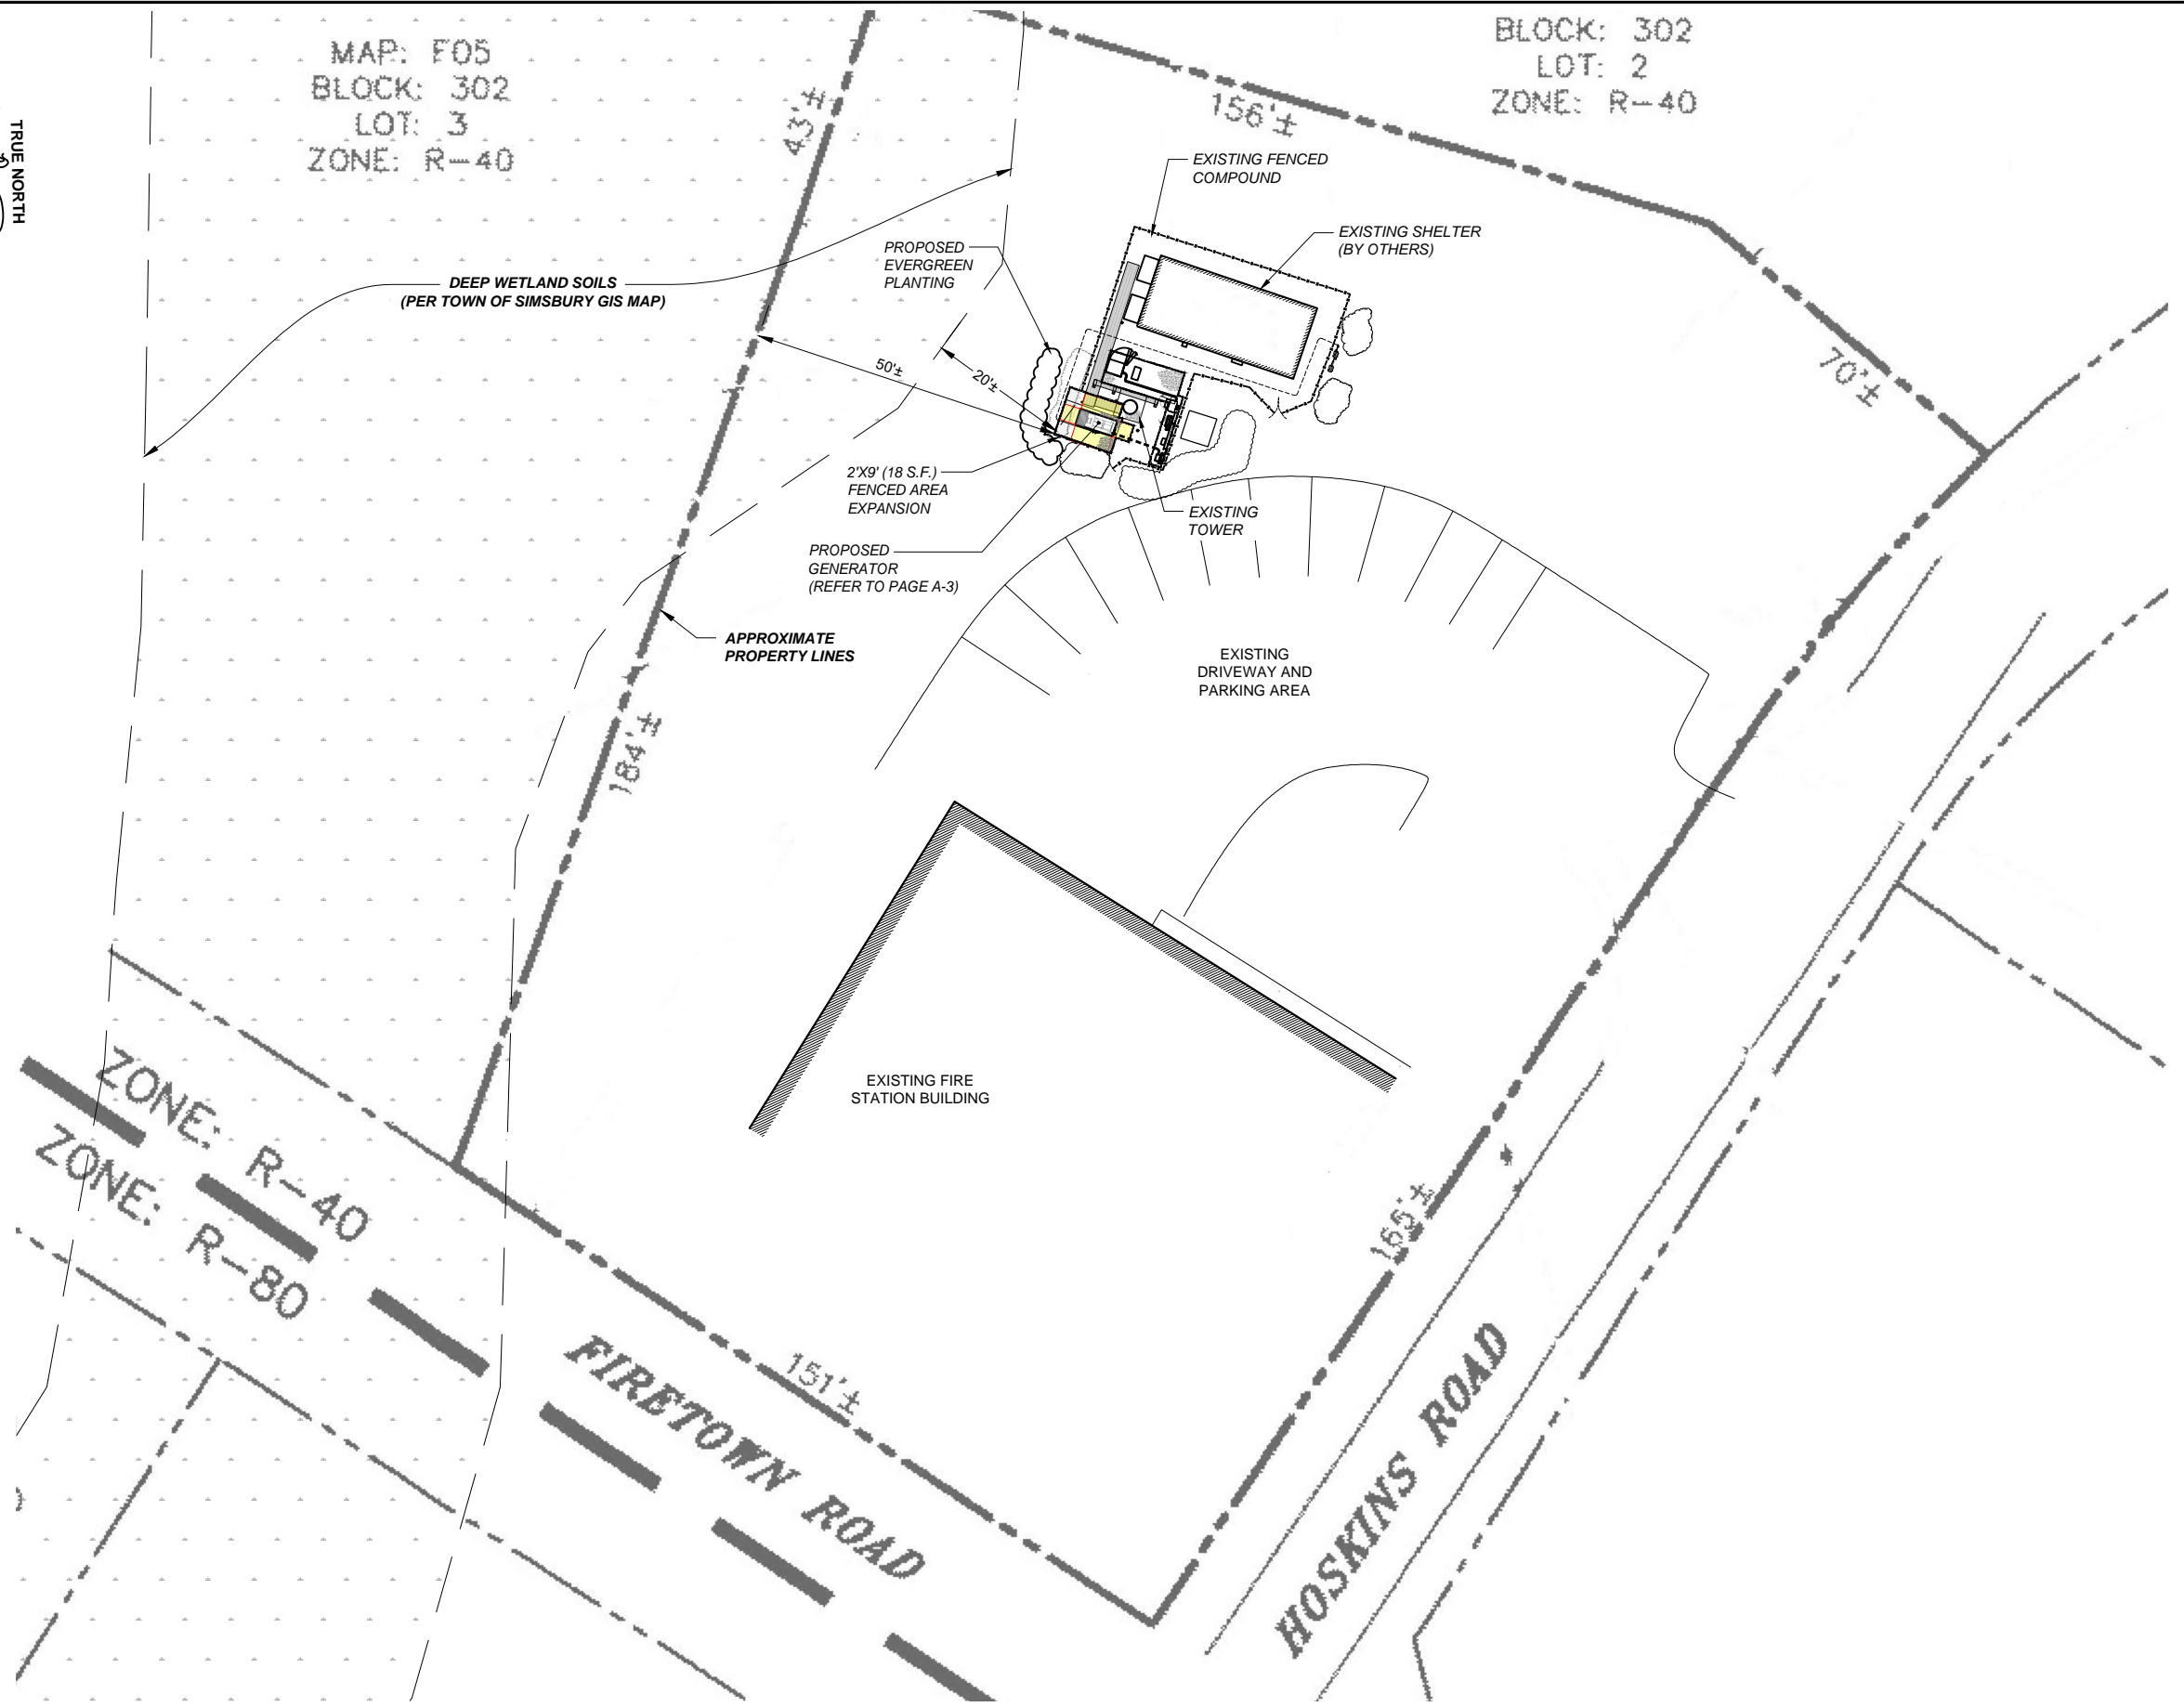 MAP: F05
BLOCK: 302
LOT: 3
ZONE: R-40
BLOCK: 302
LOT: 2
ZONE: R-40
TRUE NORTH
43'±
156'±
EXISTING FENCED
COMPOUND
EXISTING SHELTER
(BY OTHERS)
PROPOSED
EVERGREEN
PLANTING
DEEP WETLAND SOILS
(PER TOWN OF SIMSBURY GIS MAP)
50'±
20'±
70'±
2'X9' (18 S.F.)
FENCED AREA
EXPANSION
EXISTING
TOWER
PROPOSED
GENERATOR
(REFER TO PAGE A-3)
APPROXIMATE
PROPERTY LINES
EXISTING
DRIVEWAY AND
PARKING AREA
184'±
EXISTING FIRE
STATION BUILDING
ZONE: R-40
ZONE: R-80
165'±
151'±
FIRETOWN ROAD
HOSKINS ROAD